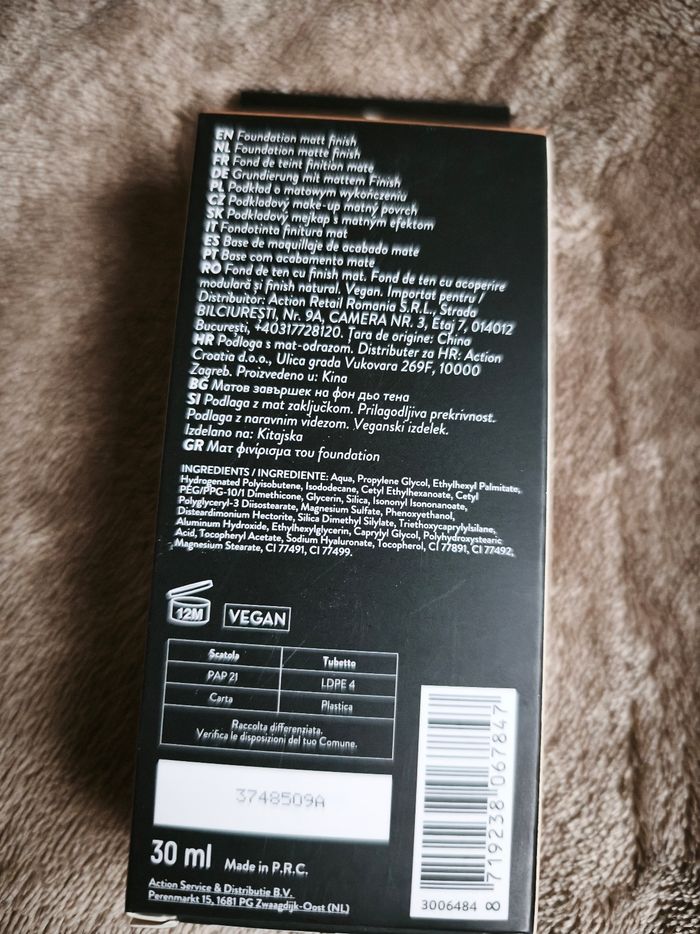 EN Foundation matt finish
NL Foundation matte finish
FR Fond de teint finition mate
DE Grundierung mit mattem Finish
PL Podkład o matowym wykończeniu
CZ Podkladový make-up matný povrch
SK Podkladový mejkap s matným efektom
IT Fondotinta finitura mat
ES Base de maquillaje de acabado mate
PT Base com acabamento mate
RO Fond de ten cu finish mat. Fond de ten cu acoperire
modulară și finish natural. Vegan. Importat pentru /
Distribuitor: Action Retail Romania S.R.L., Strada
BILCIUREȘTI, Nr. 9A, CAMERA NR. 3, Etaj 7, 014012
București, +40317728120. Țara de origine: China
HR Podloga s mat-odrazom. Distributer za HR: Action
Croatia d.o.o., Ulica grada Vukovara 269F, 10000
Zagreb. Proizvedeno u: Kina
BG Матов завършек на фон дьо тена
SI Podlaga z mat zaključkom. Prilagodljiva prekrivnost.
Podlaga z naravnim videzom. Veganski izdelek.
Izdelano na: Kitajska
GR Ματ φινίρισμα του foundation
INGREDIENTS / INGREDIENTE: Aqua, Propylene Glycol, Ethylhexyl Palmitate,
Hydrogenated Polyisobutene, Isododecane, Cetyl Ethylhexanoate, Cetyl
PEG/PPG-10/1 Dimethicone, Glycerin, Silica, Isononyl Isononanoate,
Polyglyceryl-3 Diisostearate, Magnesium Sulfate, Phenoxyethanol,
Disteardimonium Hectorite, Silica Dimethyl Silylate, Triethoxycaprylylsilane,
Aluminum Hydroxide, Ethylhexylglycerin, Caprylyl Glycol, Polyhydroxystearic
Acid, Tocopheryl Acetate, Sodium Hyaluronate, Tocopherol, CI 77891, CI 77492,
Magnesium Stearate, CI 77491, CI 77499.
12M VEGAN
Scatola Tubetto
PAP 21 LDPE 4
Carta Plastica
Raccolta differenziata.
Verifica le disposizioni del tuo Comune.
3748509A
30 ml Made in P.R.C.
Action Service & Distributie B.V.
Perenmarkt 15, 1681 PG Zwaagdijk-Oost (NL)
7 19238 067847
3006484 ∞